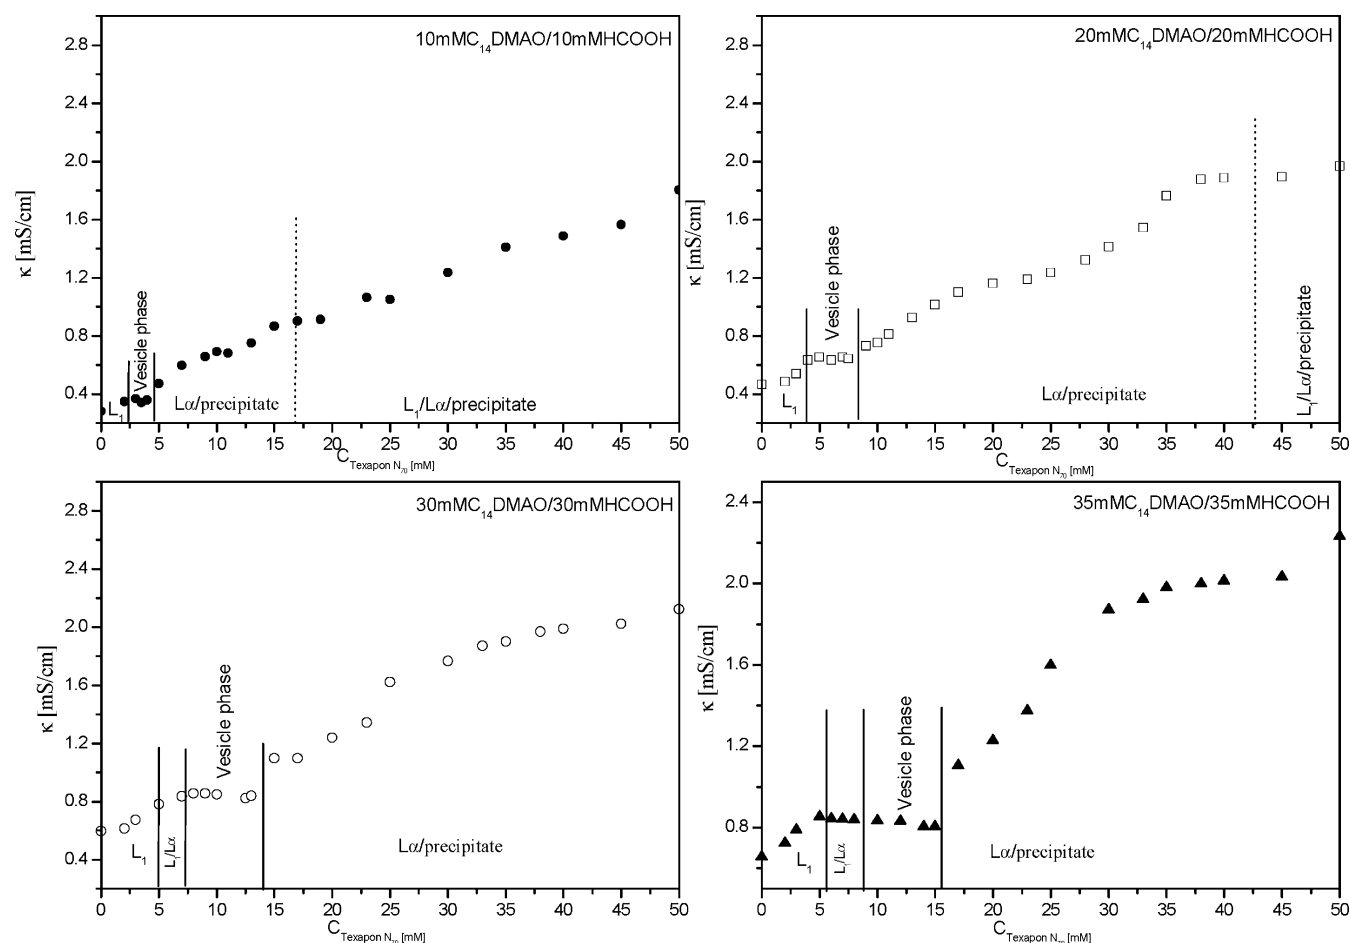 10mMC14DMAO/10mMHCOOH
2.8
2.4
2.0
1.6
1.2
0.8
0.4
κ [mS/cm]
Vesicle phase
L1
Lα/precipitate
L1/Lα/precipitate
0 5 10 15 20 25 30 35 40 45 50
CTexapon N70 [mM]
20mMC14DMAO/20mMHCOOH
2.8
2.4
2.0
1.6
1.2
0.8
0.4
κ [mS/cm]
Vesicle phase
L1
Lα/precipitate
L1/Lα/precipitate
0 5 10 15 20 25 30 35 40 45 50
CTexapon N70 [mM]
30mMC14DMAO/30mMHCOOH
2.8
2.4
2.0
1.6
1.2
0.8
0.4
κ [mS/cm]
Vesicle phase
L1
L1/Lα
Lα/precipitate
0 5 10 15 20 25 30 35 40 45 50
CTexapon N70 [mM]
35mMC14DMAO/35mMHCOOH
2.4
2.0
1.6
1.2
0.8
κ [mS/cm]
Vesicle phase
L1
L1/Lα
Lα/precipitate
0 5 10 15 20 25 30 35 40 45 50
CTexapon N70 [mM]